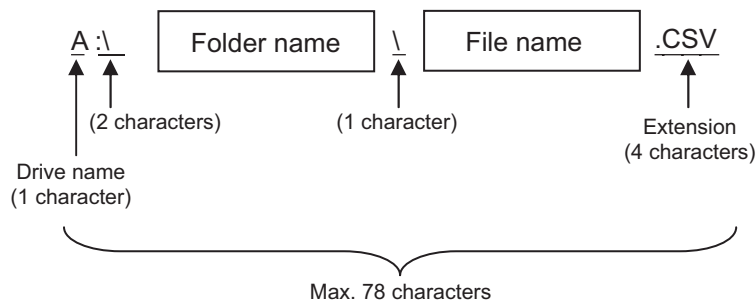 A :\ Folder name \ File name .CSV
(2 characters) (1 character) Extension
(4 characters)
Drive name
(1 character)
Max. 78 characters